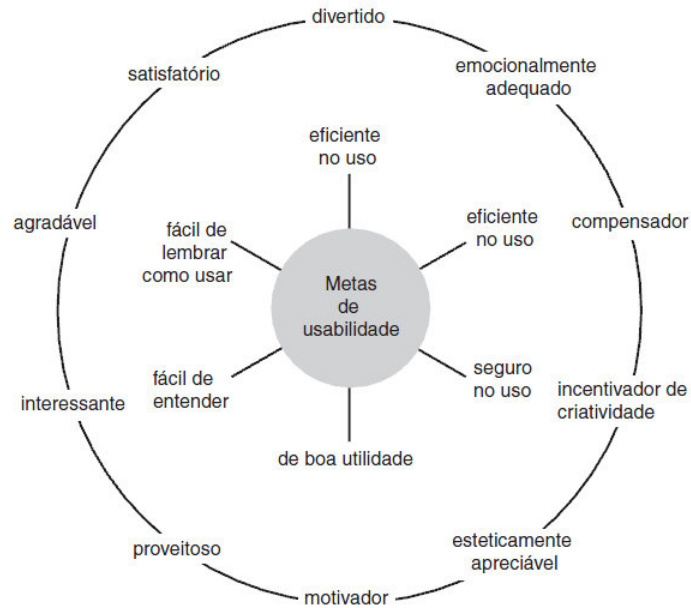 divertido
satisfatório
emocionalmente
adequado
eficiente
no uso
agradável
fácil de
lembrar
como usar
eficiente
no uso
compensador
Metas
de
usabilidade
interessante
fácil de
entender
seguro
no uso
incentivador de
criatividade
de boa utilidade
proveitoso
esteticamente
apreciável
motivador